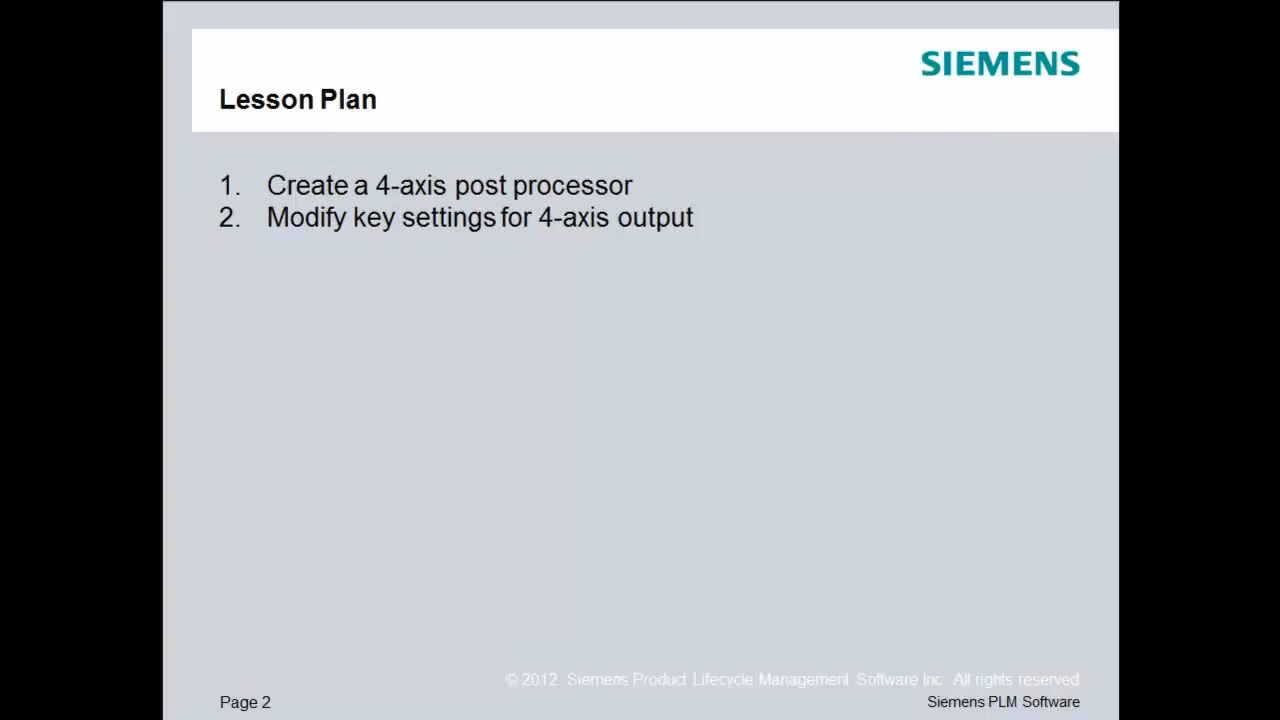 SIEMENS
Lesson Plan
1. Create a 4-axis post processor
2. Modify key settings for 4-axis output
© 2012. Siemens Product Lifecycle Management Software Inc. All rights reserved
Page 2
Siemens PLM Software